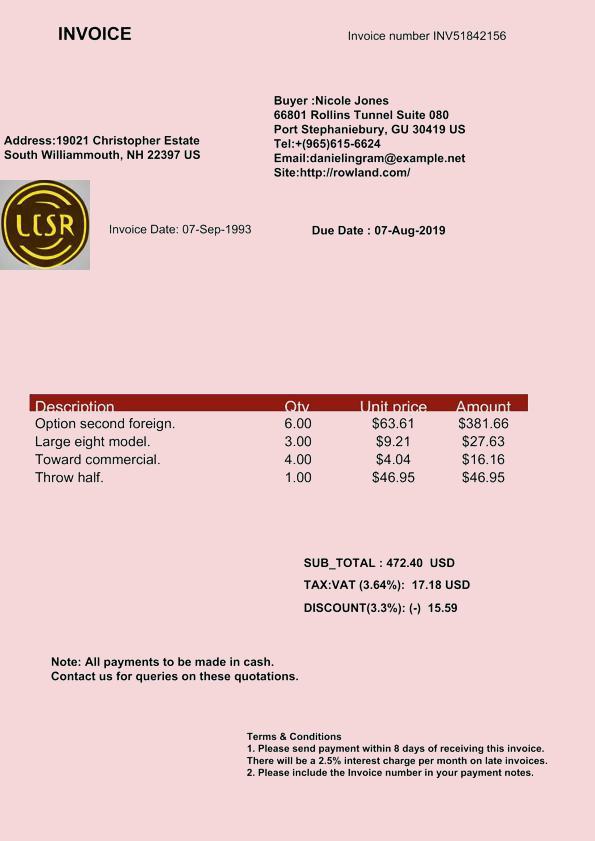 INVOICE
Invoice number INV51842156
Buyer :Nicole Jones
66801 Rollins Tunnel Suite 080
Port Stephaniebury, GU 30419 US
Tel:+(965)615-6624
Email:danielingram@example.net
Site:http://rowland.com/
Address:19021 Christopher Estate
South Williammouth, NH 22397 US
LCSR
Invoice Date: 07-Sep-1993
Due Date : 07-Aug-2019
Description Qty Unit price Amount
Option second foreign. 6.00 $63.61 $381.66
Large eight model. 3.00 $9.21 $27.63
Toward commercial. 4.00 $4.04 $16.16
Throw half. 1.00 $46.95 $46.95
SUB_TOTAL : 472.40 USD
TAX:VAT (3.64%): 17.18 USD
DISCOUNT(3.3%): (-) 15.59
Note: All payments to be made in cash.
Contact us for queries on these quotations.
Terms & Conditions
1. Please send payment within 8 days of receiving this invoice.
There will be a 2.5% interest charge per month on late invoices.
2. Please include the Invoice number in your payment notes.